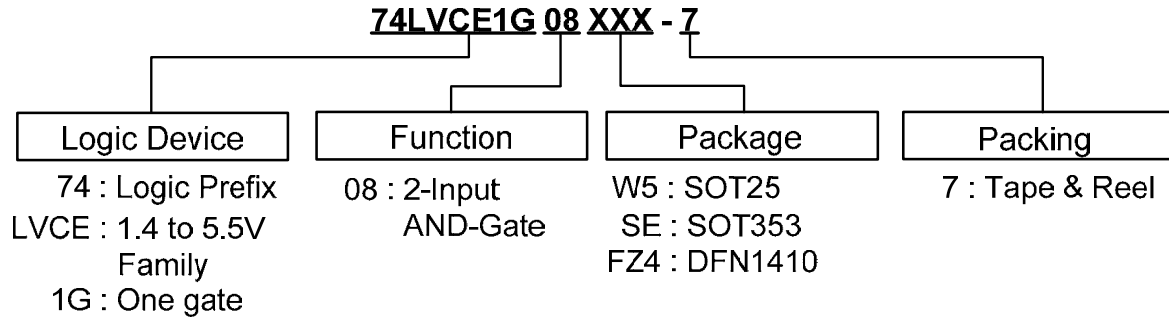 74LVCE1G 08 XXX - 7
Logic Device
74 : Logic Prefix
LVCE : 1.4 to 5.5V
Family
1G : One gate
Function
08 : 2-Input
AND-Gate
Package
W5 : SOT25
SE : SOT353
FZ4 : DFN1410
Packing
7 : Tape & Reel